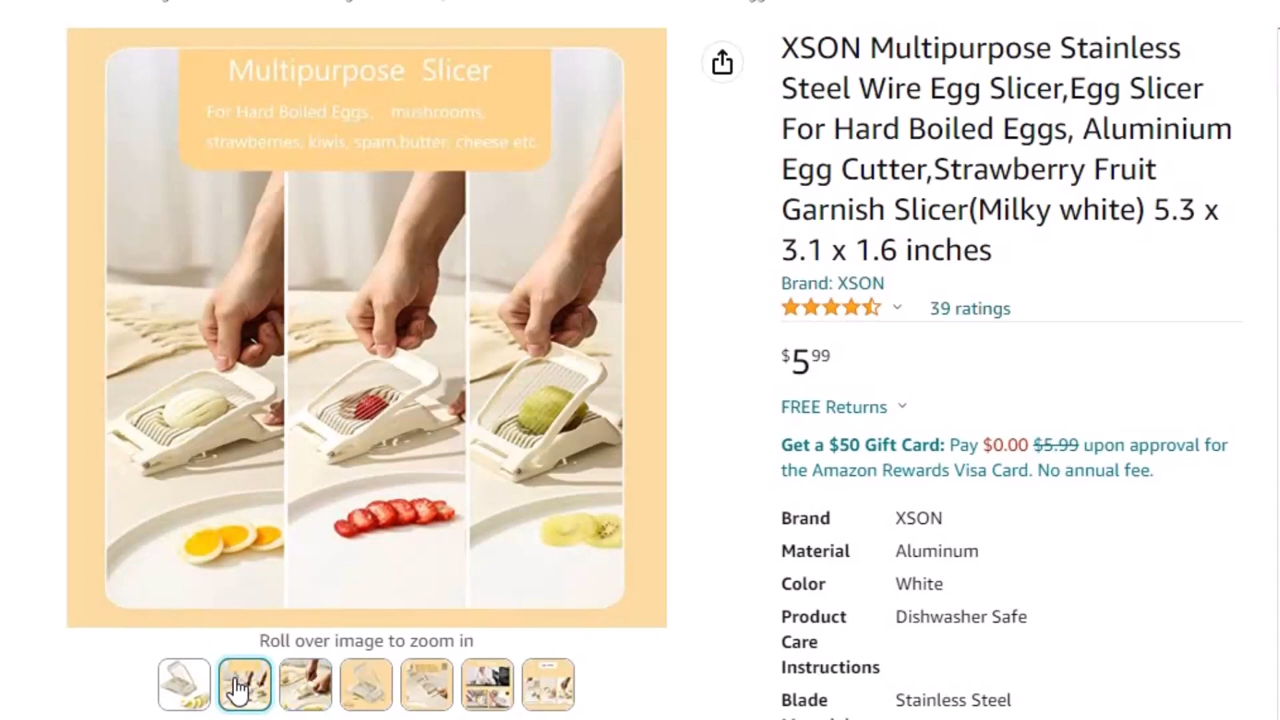 Multipurpose Slicer
For Hard Boiled Eggs, mushrooms,
strawberries, kiwis, spam,butter, cheese etc
Roll over image to zoom in
XSON Multipurpose Stainless
Steel Wire Egg Slicer,Egg Slicer
For Hard Boiled Eggs, Aluminium
Egg Cutter,Strawberry Fruit
Garnish Slicer(Milky white) 5.3 x
3.1 x 1.6 inches
Brand: XSON
39 ratings
$5.99
FREE Returns
Get a $50 Gift Card: Pay $0.00 $5.99 upon approval for
the Amazon Rewards Visa Card. No annual fee.
Brand XSON
Material Aluminum
Color White
Product Dishwasher Safe
Care
Instructions
Blade Stainless Steel